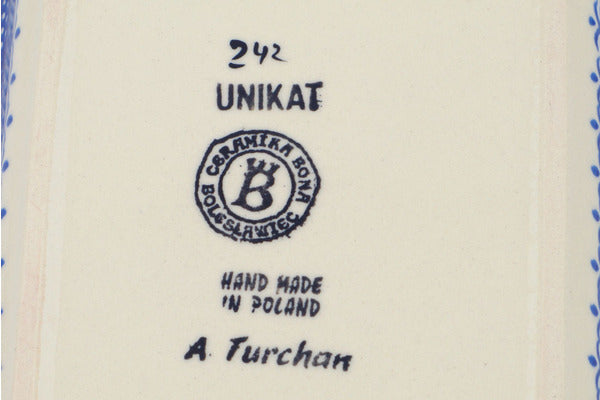 242
UNIKAT
CERAMIKA BONA
B
BOLESŁAWIEC
HAND MADE
IN POLAND
A. Turchan